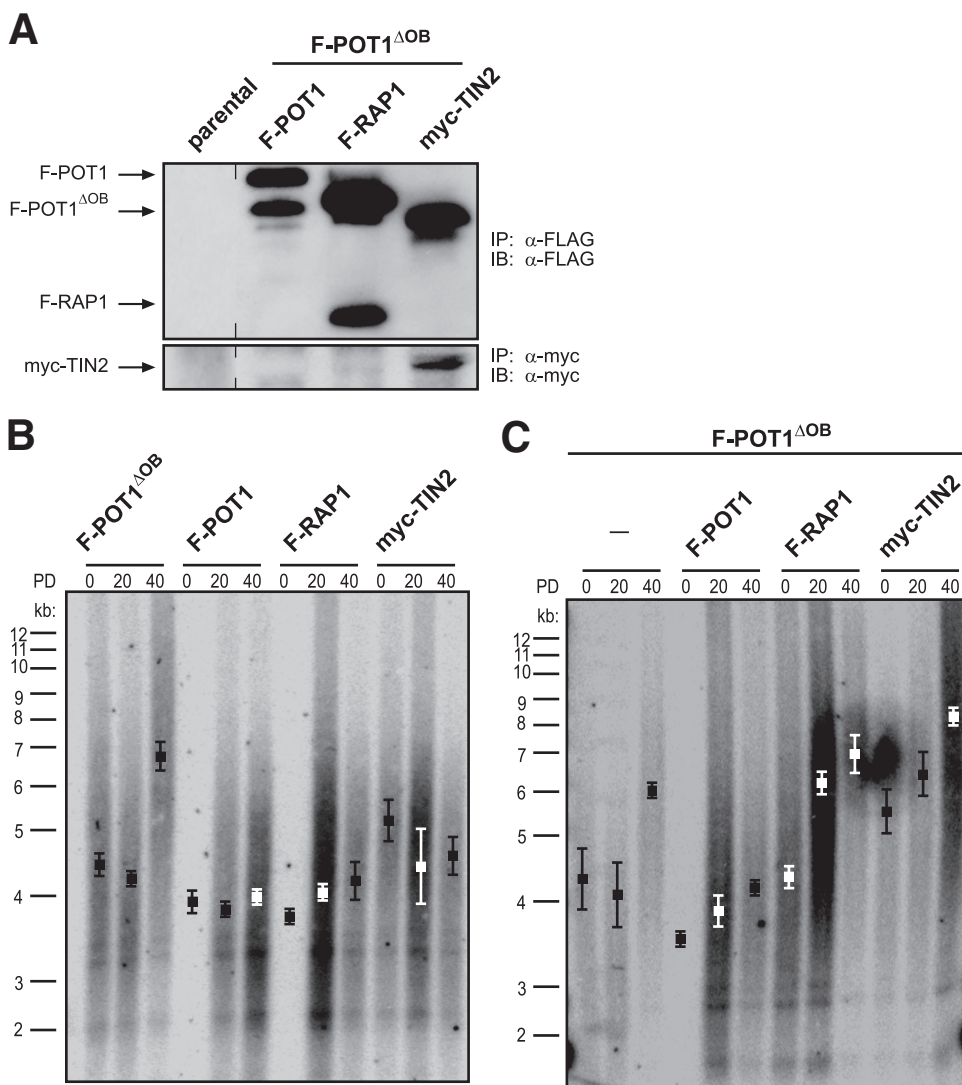 A
F-POT1ΔOB
parental F-POT1 F-RAP1 myc-TIN2
F-POT1
F-POT1ΔOB
F-RAP1
IP: α-FLAG
IB: α-FLAG
myc-TIN2
IP: α-myc
IB: α-myc
B
F-POT1ΔOB F-POT1 F-RAP1 myc-TIN2
PD 0 20 40 0 20 40 0 20 40 0 20 40
kb:
12
11
10
9
8
7
6
5
4
3
2
C
F-POT1ΔOB
— F-POT1 F-RAP1 myc-TIN2
PD 0 20 40 0 20 40 0 20 40 0 20 40
kb:
12
11
10
9
8
7
6
5
4
3
2